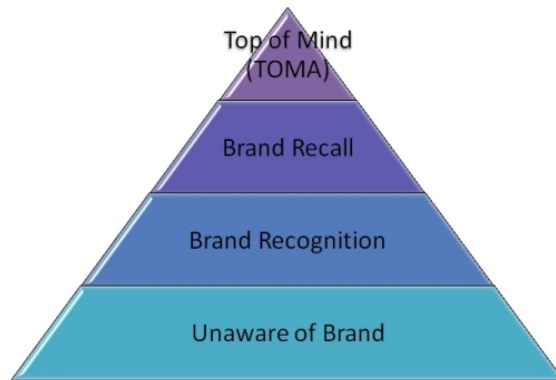 Top of Mind
(TOMA)
Brand Recall
Brand Recognition
Unaware of Brand